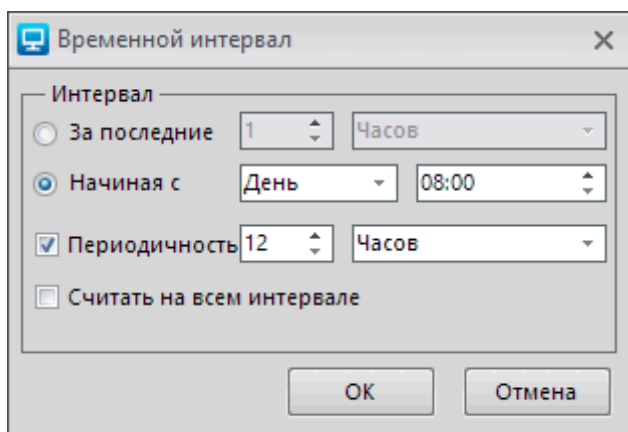 Временной интервал
Интервал
За последние 1 Часов
Начиная с День 08:00
Периодичность 12 Часов
Считать на всем интервале
OK Отмена